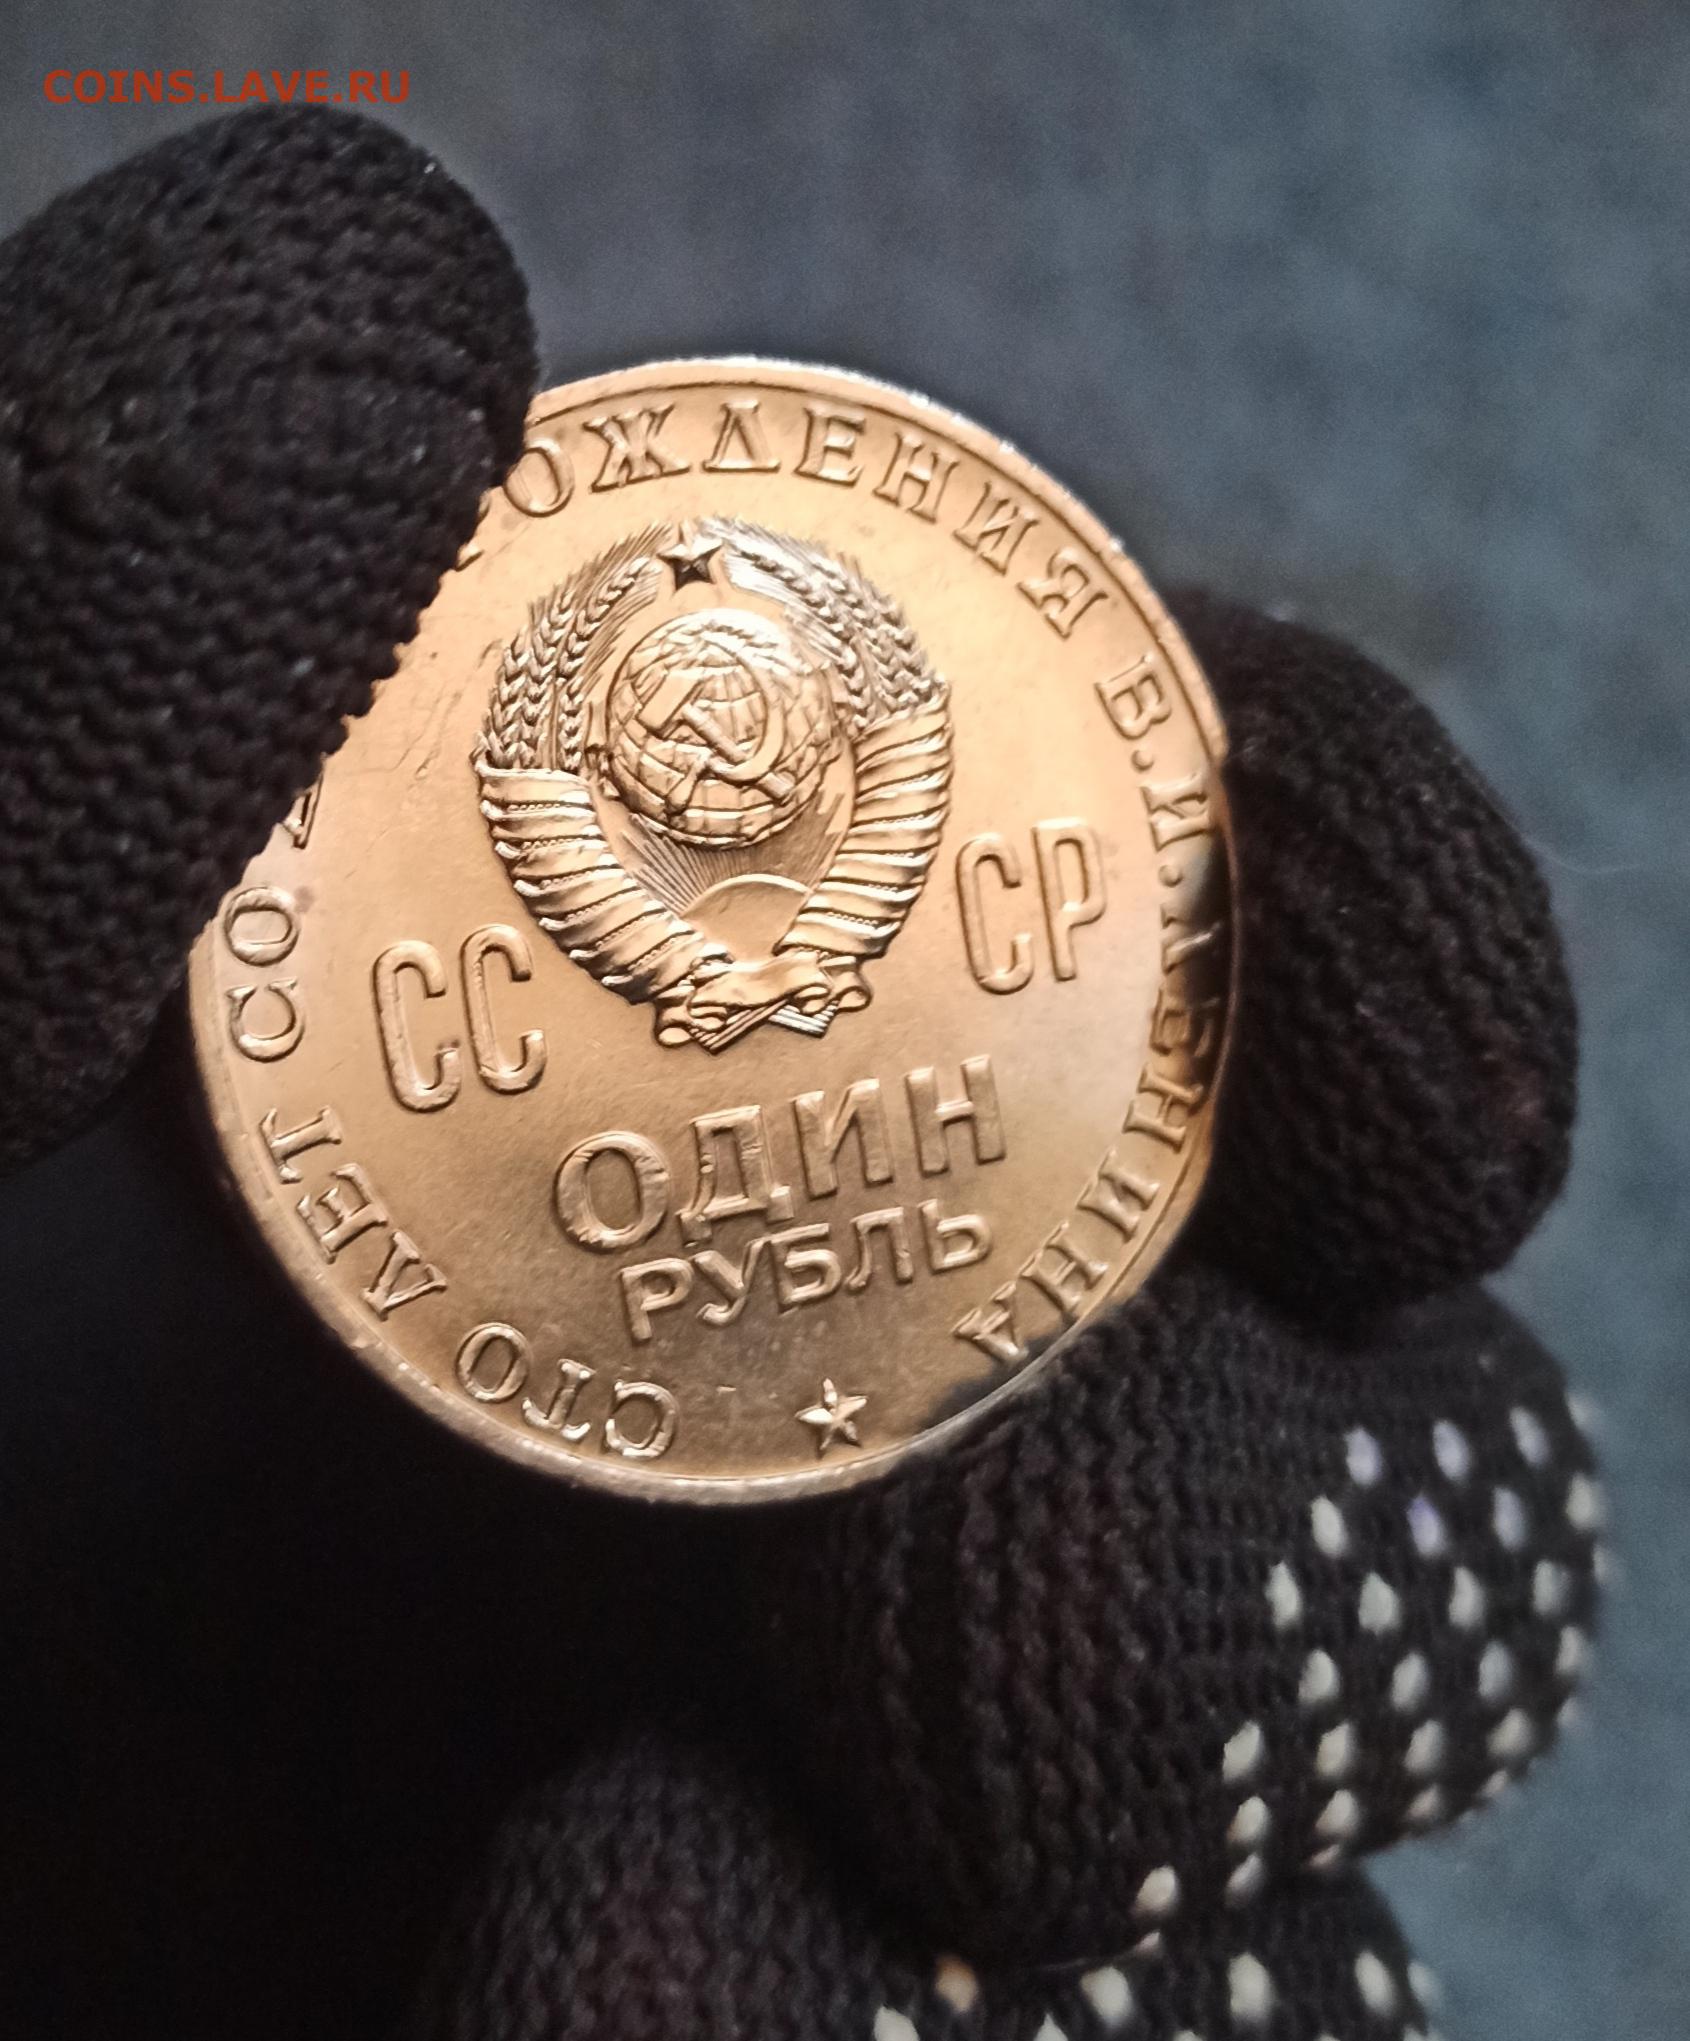 COINS.LAVE.RU
СТО ЛЕТ СО ОЖДЕНИЯ В.И.ЛЕНИНА
СС СР
ОДИН
РУБЛЬ